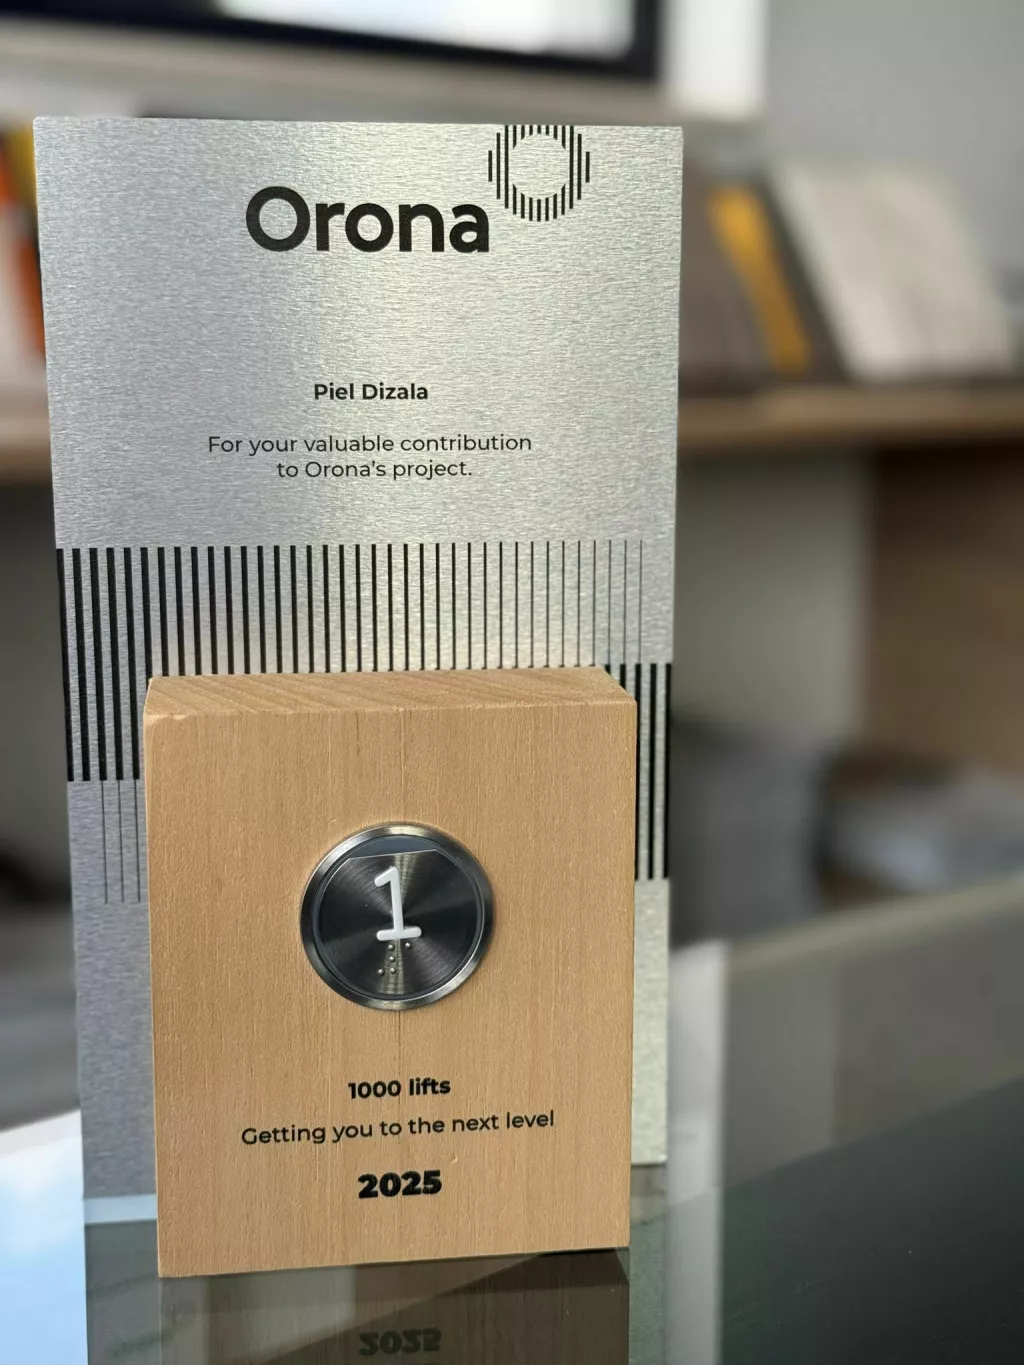 Orona
Piel Dizala
For your valuable contribution
to Orona's project.
1
1000 lifts
Getting you to the next level
2025